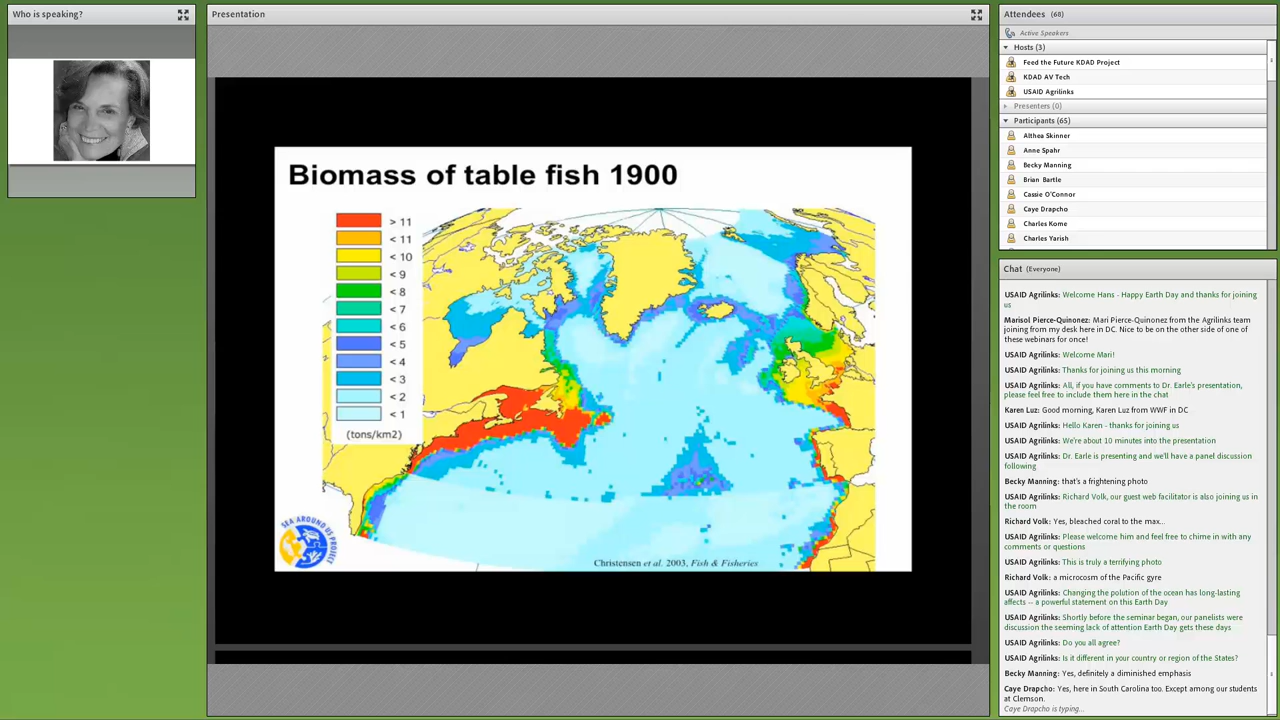 Who is speaking?
Presentation
Biomass of table fish 1900
> 11
< 11
< 10
< 9
< 8
< 7
< 6
< 5
< 4
< 3
< 2
< 1
(tons/km2)
SEA AROUND US PROJECT
Christensen et al. 2003, Fish & Fisheries
Attendees (68)
Active Speakers
Hosts (3)
Feed the Future KDAD Project
KDAD AV Tech
USAID Agrilinks
Presenters (0)
Participants (65)
Althea Skinner
Anne Spahr
Becky Manning
Brian Bartle
Cassie O'Connor
Caye Drapcho
Charles Kome
Charles Yarish
Chat (Everyone)
USAID Agrilinks: Welcome Hans - Happy Earth Day and thanks for joining
us
Marisol Pierce-Quinonez: Mari Pierce-Quinonez from the Agrilinks team
joining from my desk here in DC. Nice to be on the other side of one of
these webinars for once!
USAID Agrilinks: Welcome Mari!
USAID Agrilinks: Thanks for joining us this morning
USAID Agrilinks: All, if you have comments to Dr. Earle's presentation,
please feel free to include them here in the chat
Karen Luz: Good morning, Karen Luz from WWF in DC
USAID Agrilinks: Hello Karen - thanks for joining us
USAID Agrilinks: We're about 10 minutes into the presentation
USAID Agrilinks: Dr. Earle is presenting and we'll have a panel discussion
following
Becky Manning: that's a frightening photo
USAID Agrilinks: Richard Volk, our guest web facilitator is also joining us in
the room
Richard Volk: Yes, bleached coral to the max...
USAID Agrilinks: Please welcome him and feel free to chime in with any
comments or questions
USAID Agrilinks: This is truly a terrifying photo
Richard Volk: a microcosm of the Pacific gyre
USAID Agrilinks: Changing the polution of the ocean has long-lasting
affects -- a powerful statement on this Earth Day
USAID Agrilinks: Shortly before the seminar began, our panelists were
discussion the seeming lack of attention Earth Day gets these days
USAID Agrilinks: Do you all agree?
USAID Agrilinks: Is it different in your country or region of the States?
Becky Manning: Yes, definitely a diminished emphasis
Caye Drapcho: Yes, here in South Carolina too. Except among our students
at Clemson.
Caye Drapcho is typing...